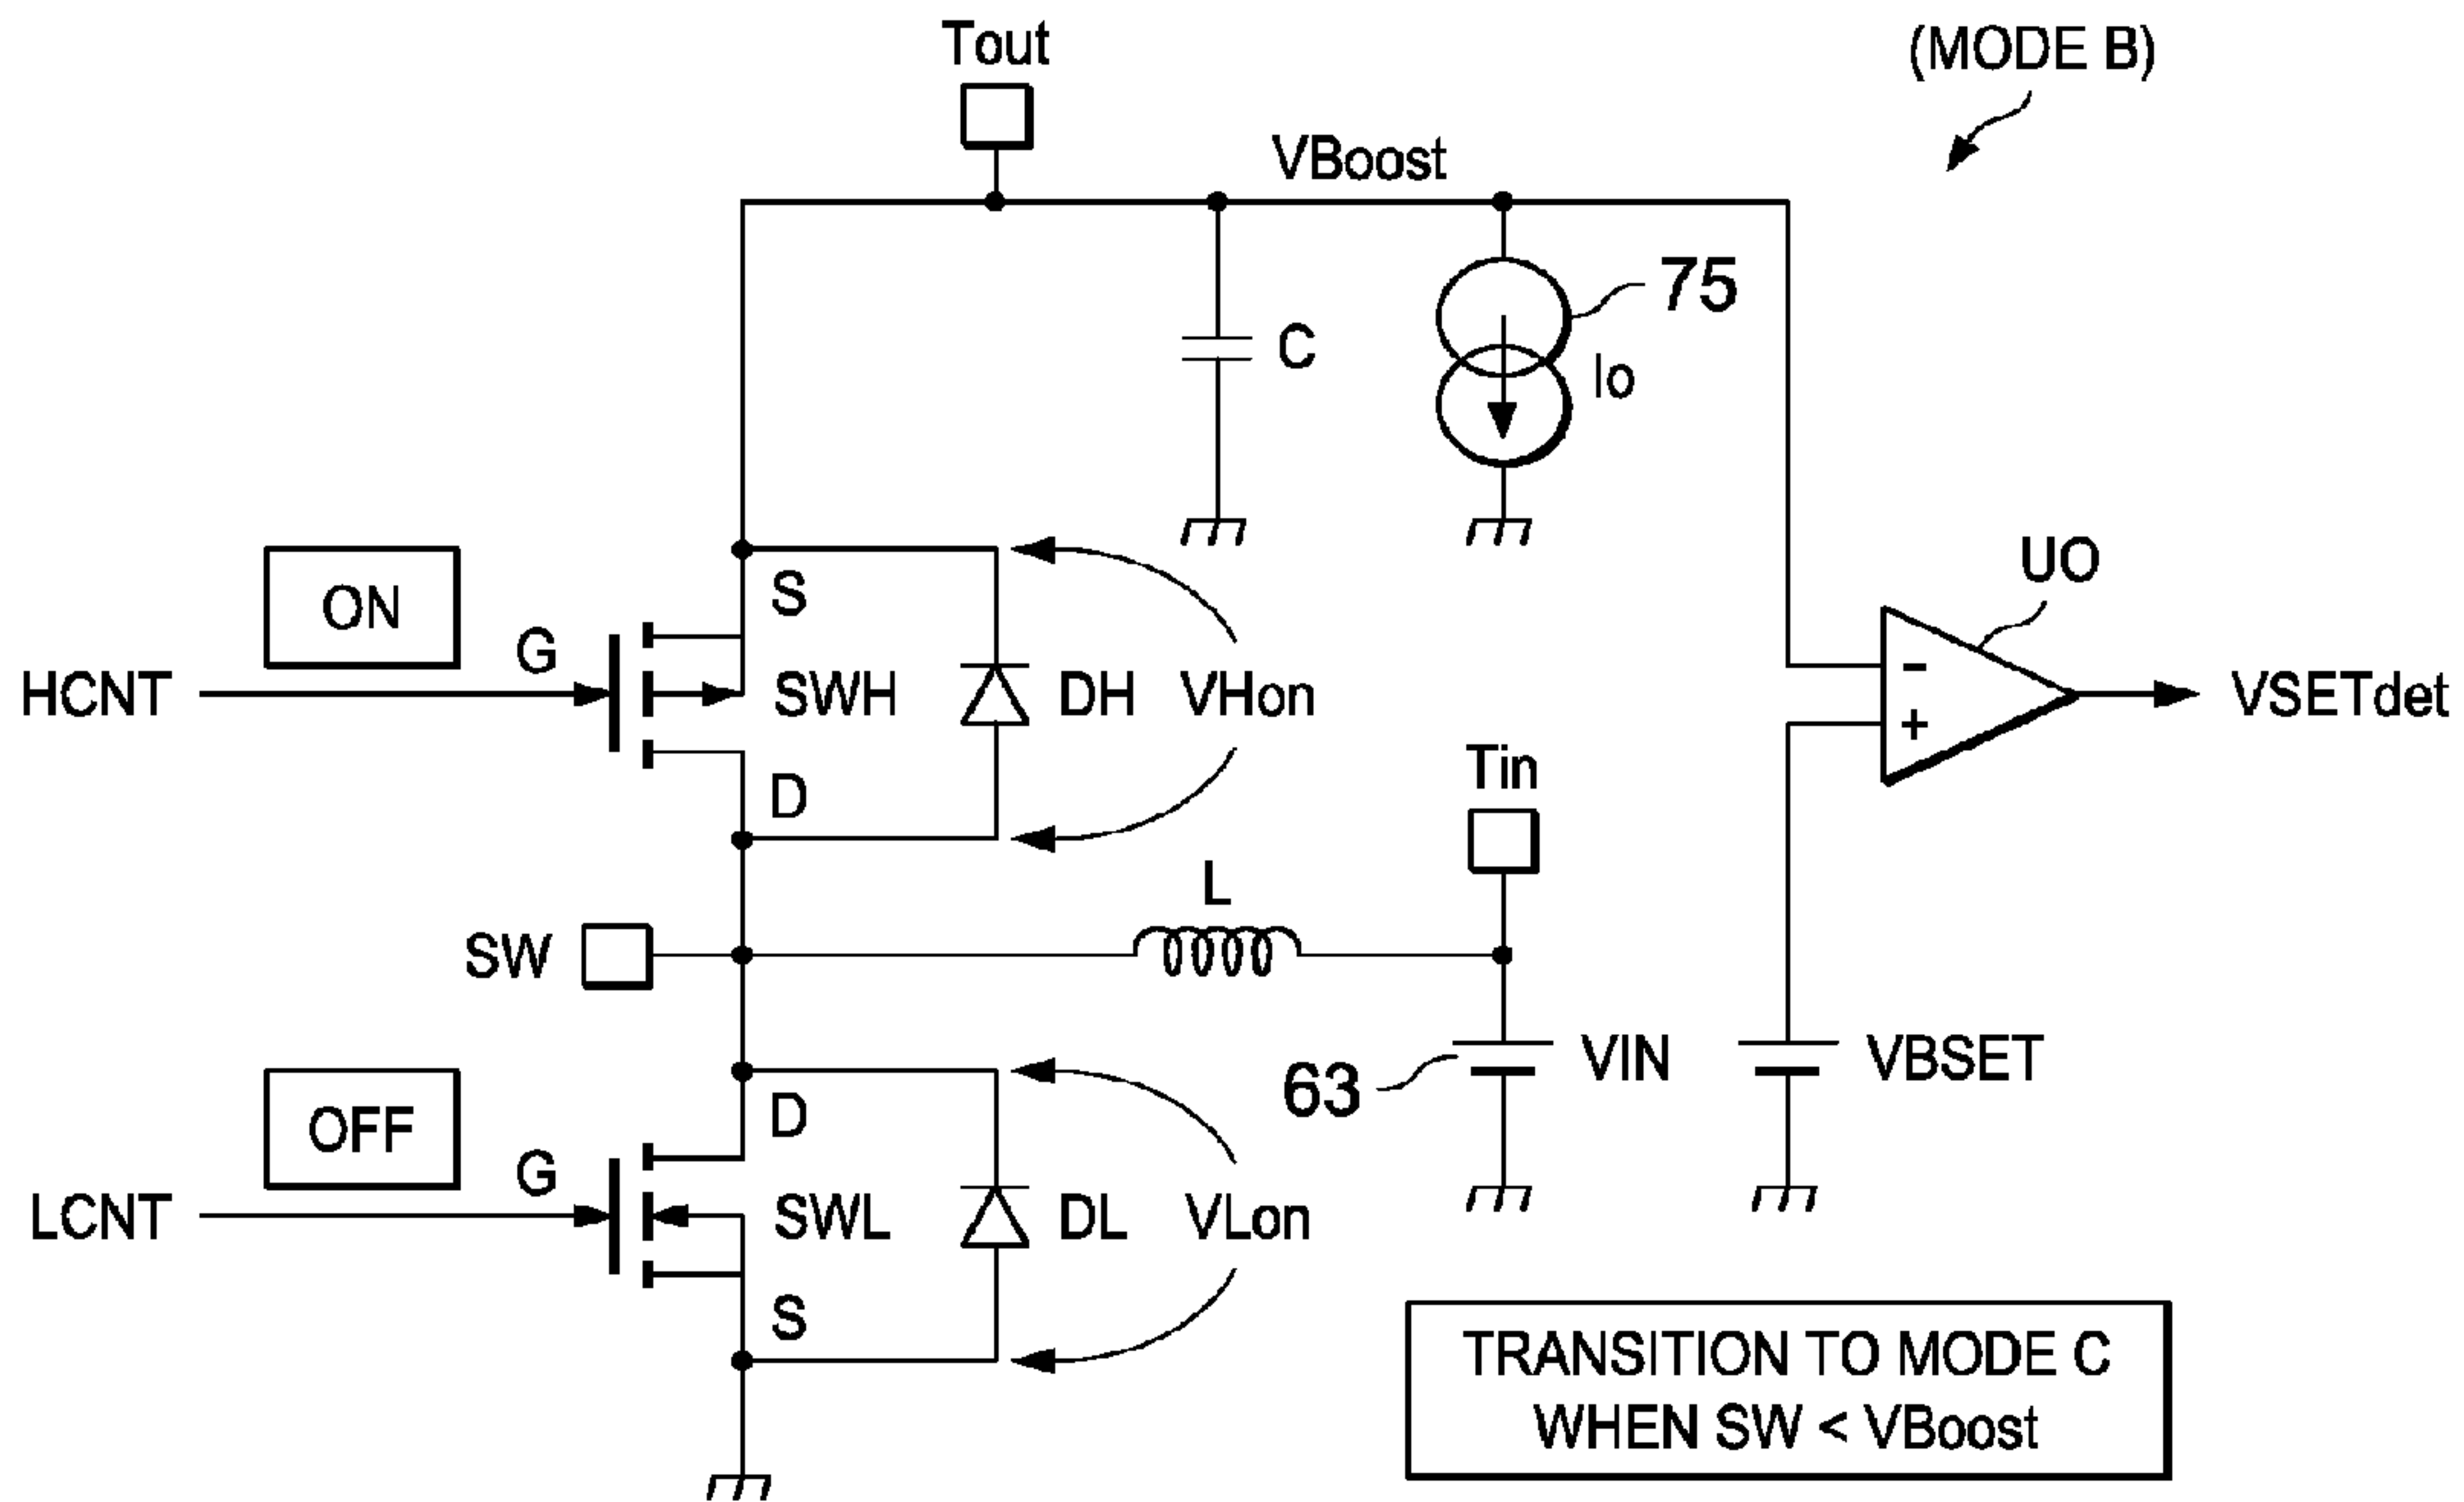 Tout
(MODE B)
VBoost
75
C
Io
UO
ON
S
G
HCNT
SWH
DH
VHon
-
+
VSETdet
D
Tin
L
SW
63
VIN
VBSET
OFF
D
G
LCNT
SWL
DL
VLon
S
TRANSITION TO MODE C
WHEN SW < VBoost